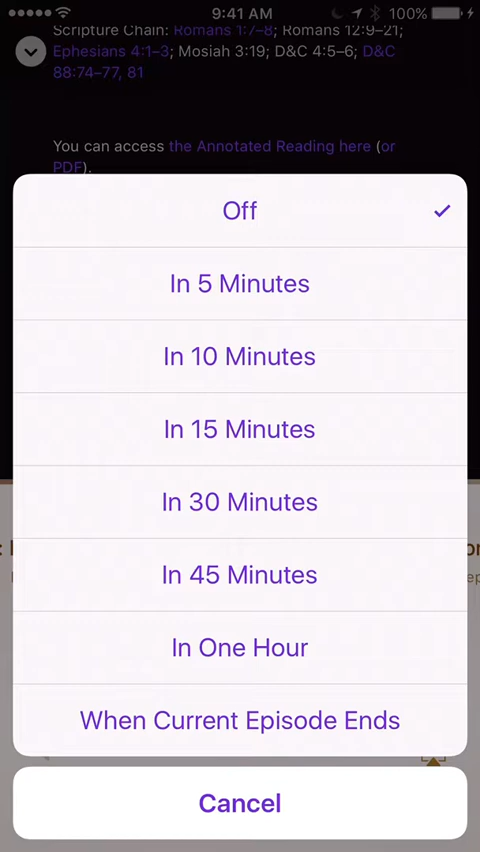 9:41 AM
100%
Scripture Chain: Romans 1:7–8; Romans 12:9–21;
Ephesians 4:1–3; Mosiah 3:19; D&C 4:5–6; D&C
88:74–77, 81
You can access the Annotated Reading here (or
PDF).
Off
In 5 Minutes
In 10 Minutes
In 15 Minutes
In 30 Minutes
In 45 Minutes
In One Hour
When Current Episode Ends
Cancel